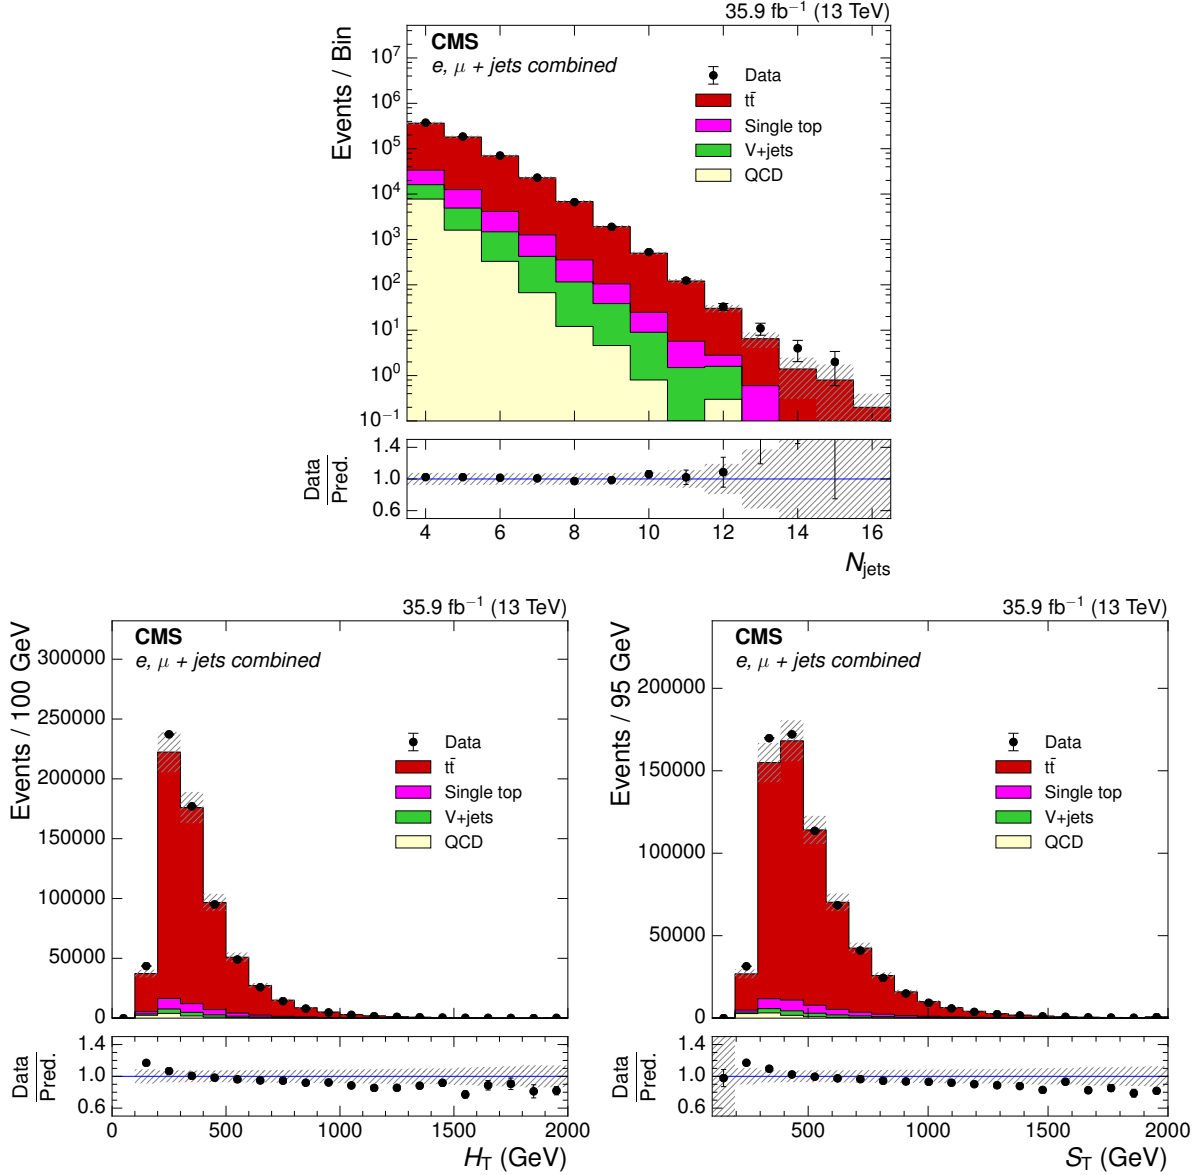 35.9 fb⁻¹ (13 TeV)
CMS
e, μ + jets combined
Events / Bin
10⁷
10⁶
10⁵
10⁴
10³
10²
10¹
10⁰
10⁻¹
Data
tt̄
Single top
V+jets
QCD
Data
Pred.
1.4
1.0
0.6
4 6 8 10 12 14 16
N_jets
35.9 fb⁻¹ (13 TeV)
CMS
e, μ + jets combined
Events / 100 GeV
300000
250000
200000
150000
100000
50000
0
Data
tt̄
Single top
V+jets
QCD
Data
Pred.
1.4
1.0
0.6
0 500 1000 1500 2000
H_T (GeV)
35.9 fb⁻¹ (13 TeV)
CMS
e, μ + jets combined
Events / 95 GeV
200000
150000
100000
50000
0
Data
tt̄
Single top
V+jets
QCD
Data
Pred.
1.4
1.0
0.6
500 1000 1500 2000
S_T (GeV)